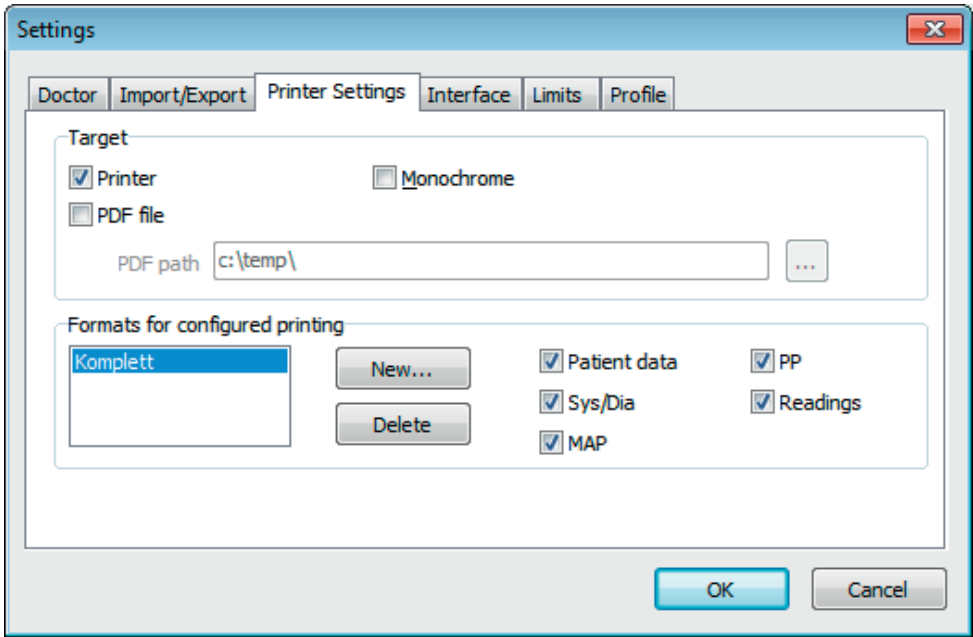 Settings
Doctor Import/Export Printer Settings Interface Limits Profile
Target
Printer Monochrome
PDF file
PDF path c:\temp\ ...
Formats for configured printing
Komplett New... Patient data PP
Delete Sys/Dia Readings
MAP
OK Cancel